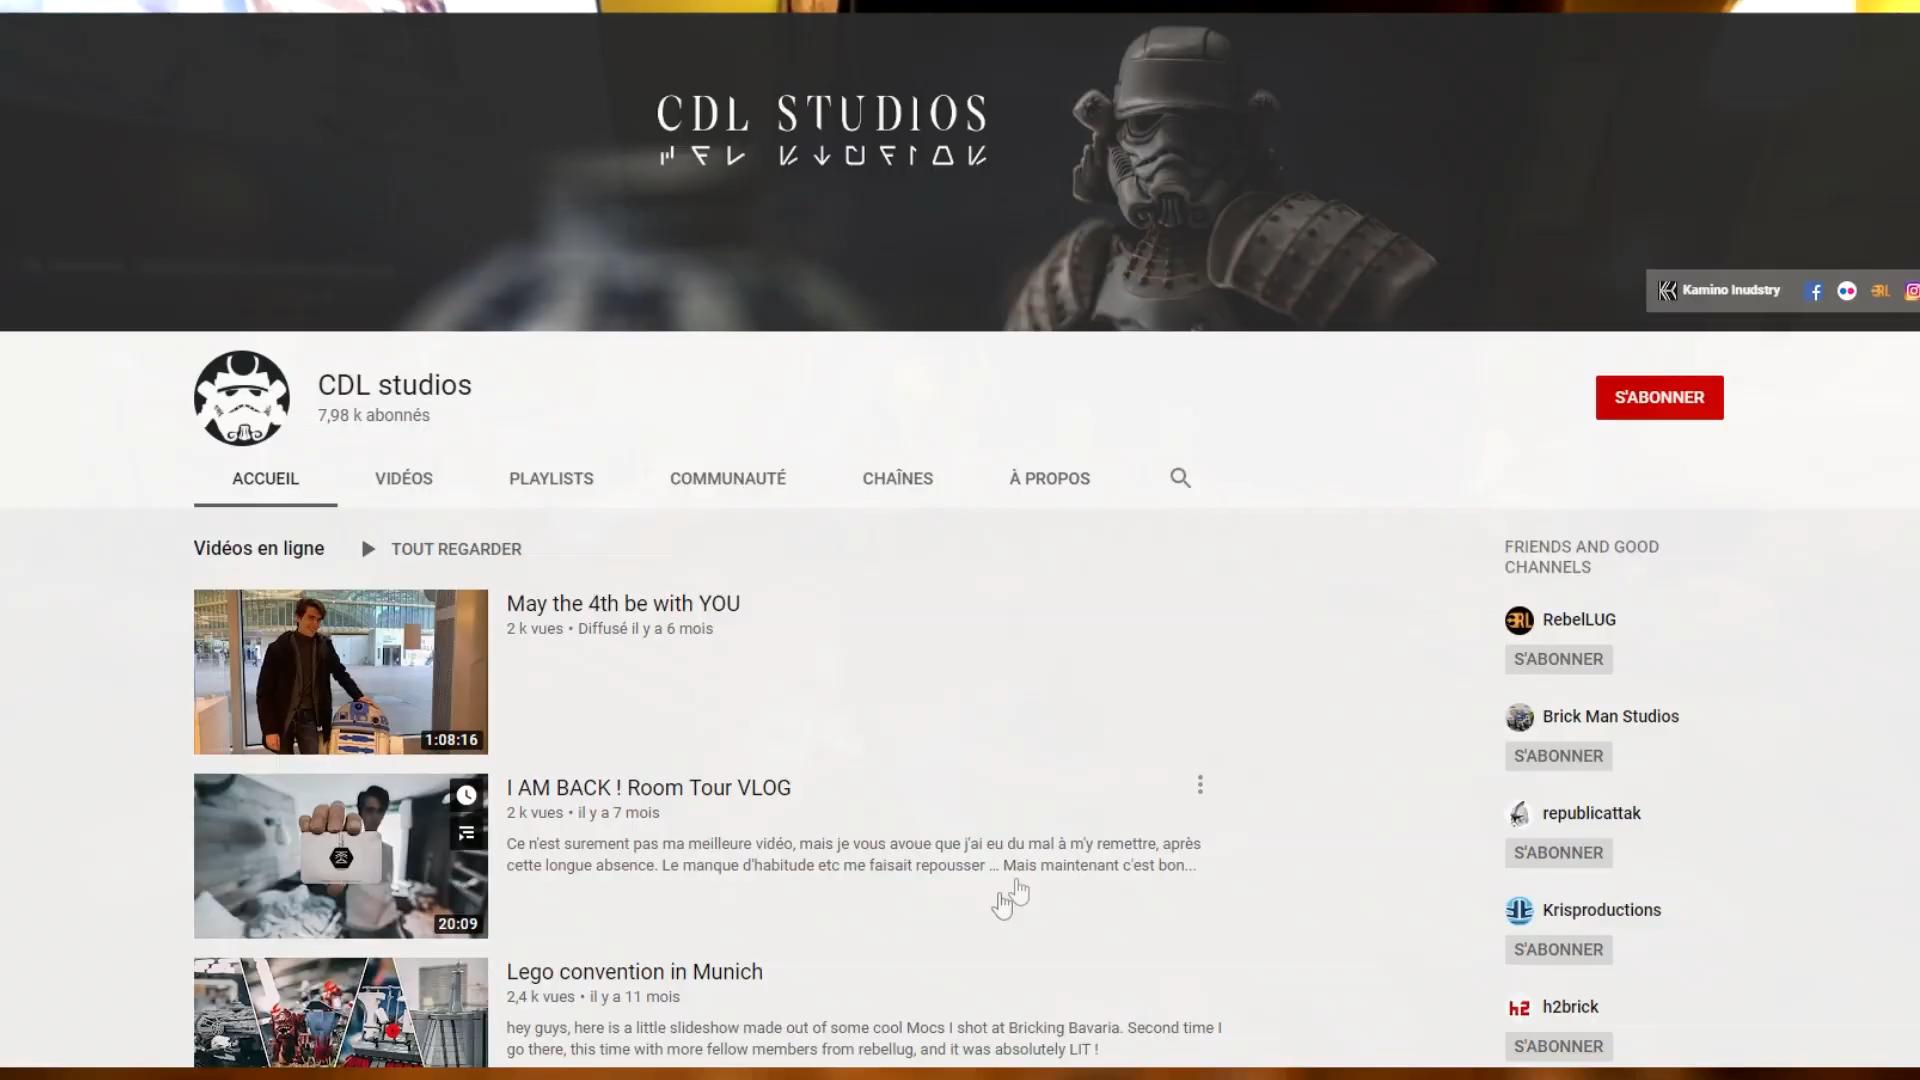 CDL STUDIOS
Kamino Inudstry
CDL studios
7,98 k abonnés
S'ABONNER
ACCUEIL
VIDÉOS
PLAYLISTS
COMMUNAUTÉ
CHAÎNES
À PROPOS
Vidéos en ligne
TOUT REGARDER
May the 4th be with YOU
2 k vues • Diffusé il y a 6 mois
1:08:16
I AM BACK ! Room Tour VLOG
2 k vues • il y a 7 mois
Ce n'est surement pas ma meilleure vidéo, mais je vous avoue que j'ai eu du mal à m'y remettre, après
cette longue absence. Le manque d'habitude etc me faisait repousser ... Mais maintenant c'est bon...
20:09
Lego convention in Munich
2,4 k vues • il y a 11 mois
hey guys, here is a little slideshow made out of some cool Mocs I shot at Bricking Bavaria. Second time I
go there, this time with more fellow members from rebellug, and it was absolutely LIT !
FRIENDS AND GOOD
CHANNELS
RebelLUG
S'ABONNER
Brick Man Studios
S'ABONNER
republicattak
S'ABONNER
Krisproductions
S'ABONNER
h2
h2brick
S'ABONNER